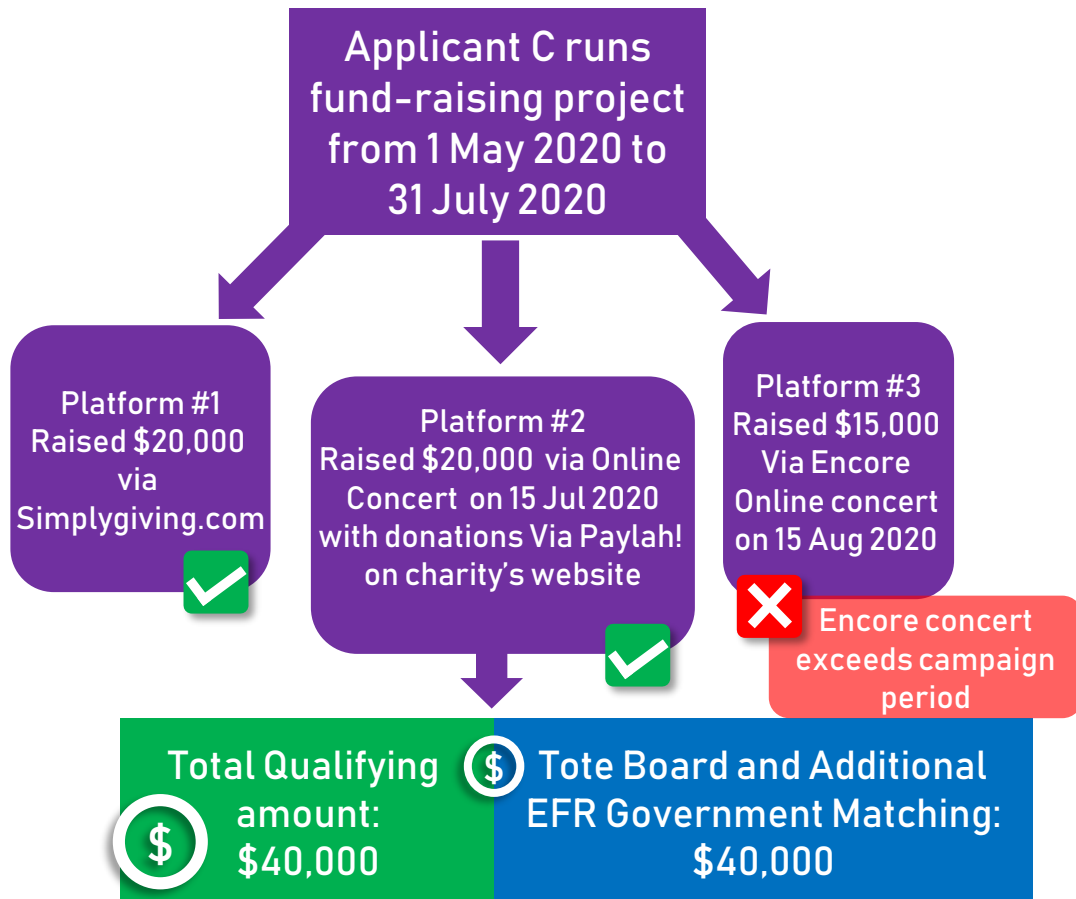 Applicant C runs
fund-raising project
from 1 May 2020 to
31 July 2020
Platform #1
Raised $20,000
via
Simplygiving.com
Platform #2
Raised $20,000 via Online
Concert on 15 Jul 2020
with donations Via Paylah!
on charity's website
Platform #3
Raised $15,000
Via Encore
Online concert
on 15 Aug 2020
Encore concert
exceeds campaign
period
Total Qualifying
amount:
$40,000
$
$
Tote Board and Additional
EFR Government Matching:
$40,000